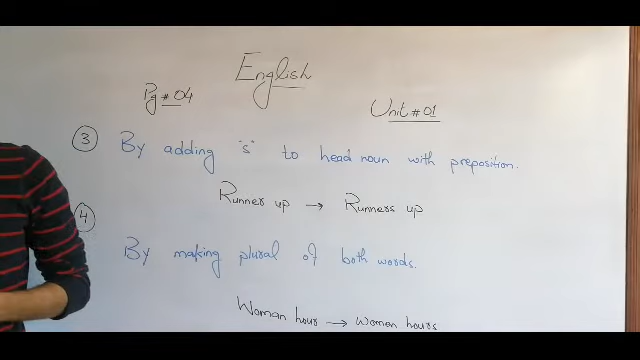 English
Pg # 04
Unit # 01
3 By adding "s" to head noun with preposition.
Runner up → Runners up
4 By making plural of both words.
Woman hour → Women hours